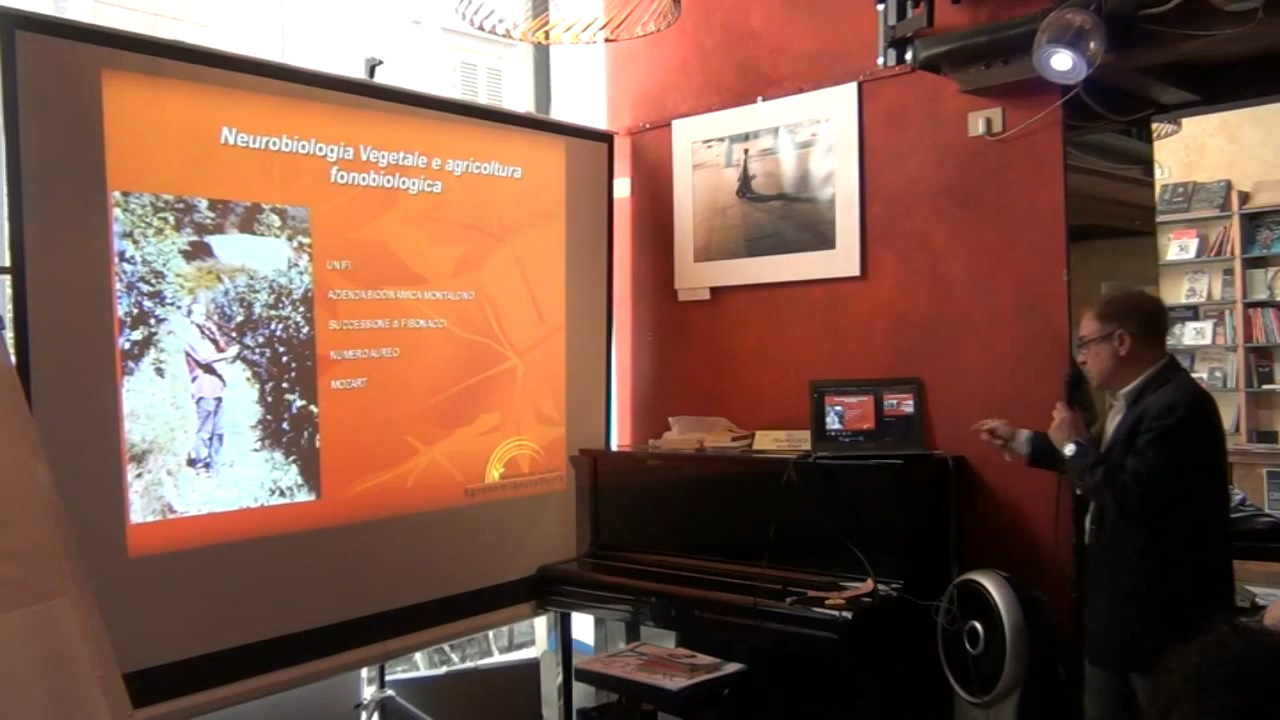 Neurobiologia Vegetale e agricoltura
fonobiologica
UNIFI
AZIENDA BIODINAMICA MONTALCINO
SUCCESSIONE di FIBONACCI
NUMERO AUREO
MOZART